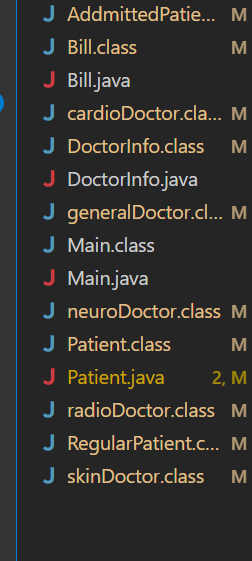 J AddmittedPatie... M
J Bill.class M
J Bill.java
J cardioDoctor.cla... M
J DoctorInfo.class M
J DoctorInfo.java
J generalDoctor.cl... M
J Main.class
J Main.java
J neuroDoctor.class M
J Patient.class M
J Patient.java 2, M
J radioDoctor.class M
J RegularPatient.c... M
J skinDoctor.class M